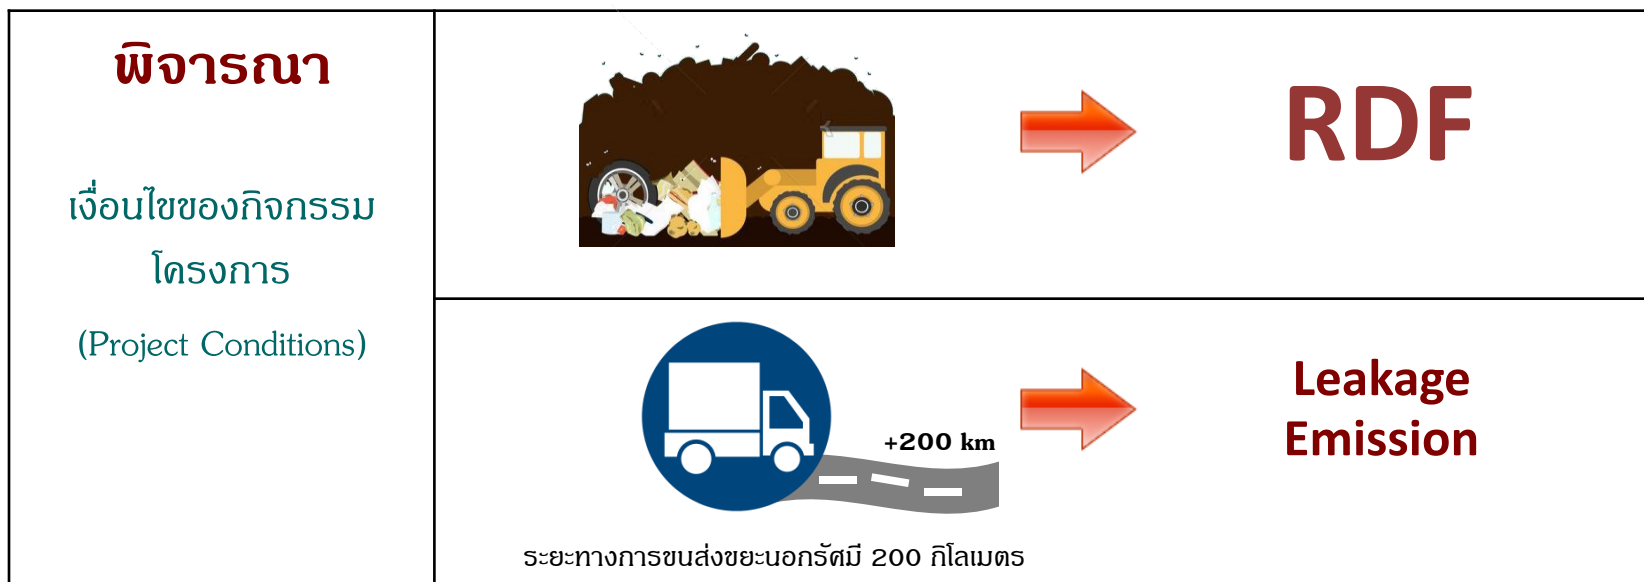 พิจารณา
เงื่อนไขของกิจกรรม
โครงการ
(Project Conditions)
RDF
+200 km
ระยะทางการขนส่งขยะนอกรัศมี 200 กิโลเมตร
Leakage
Emission